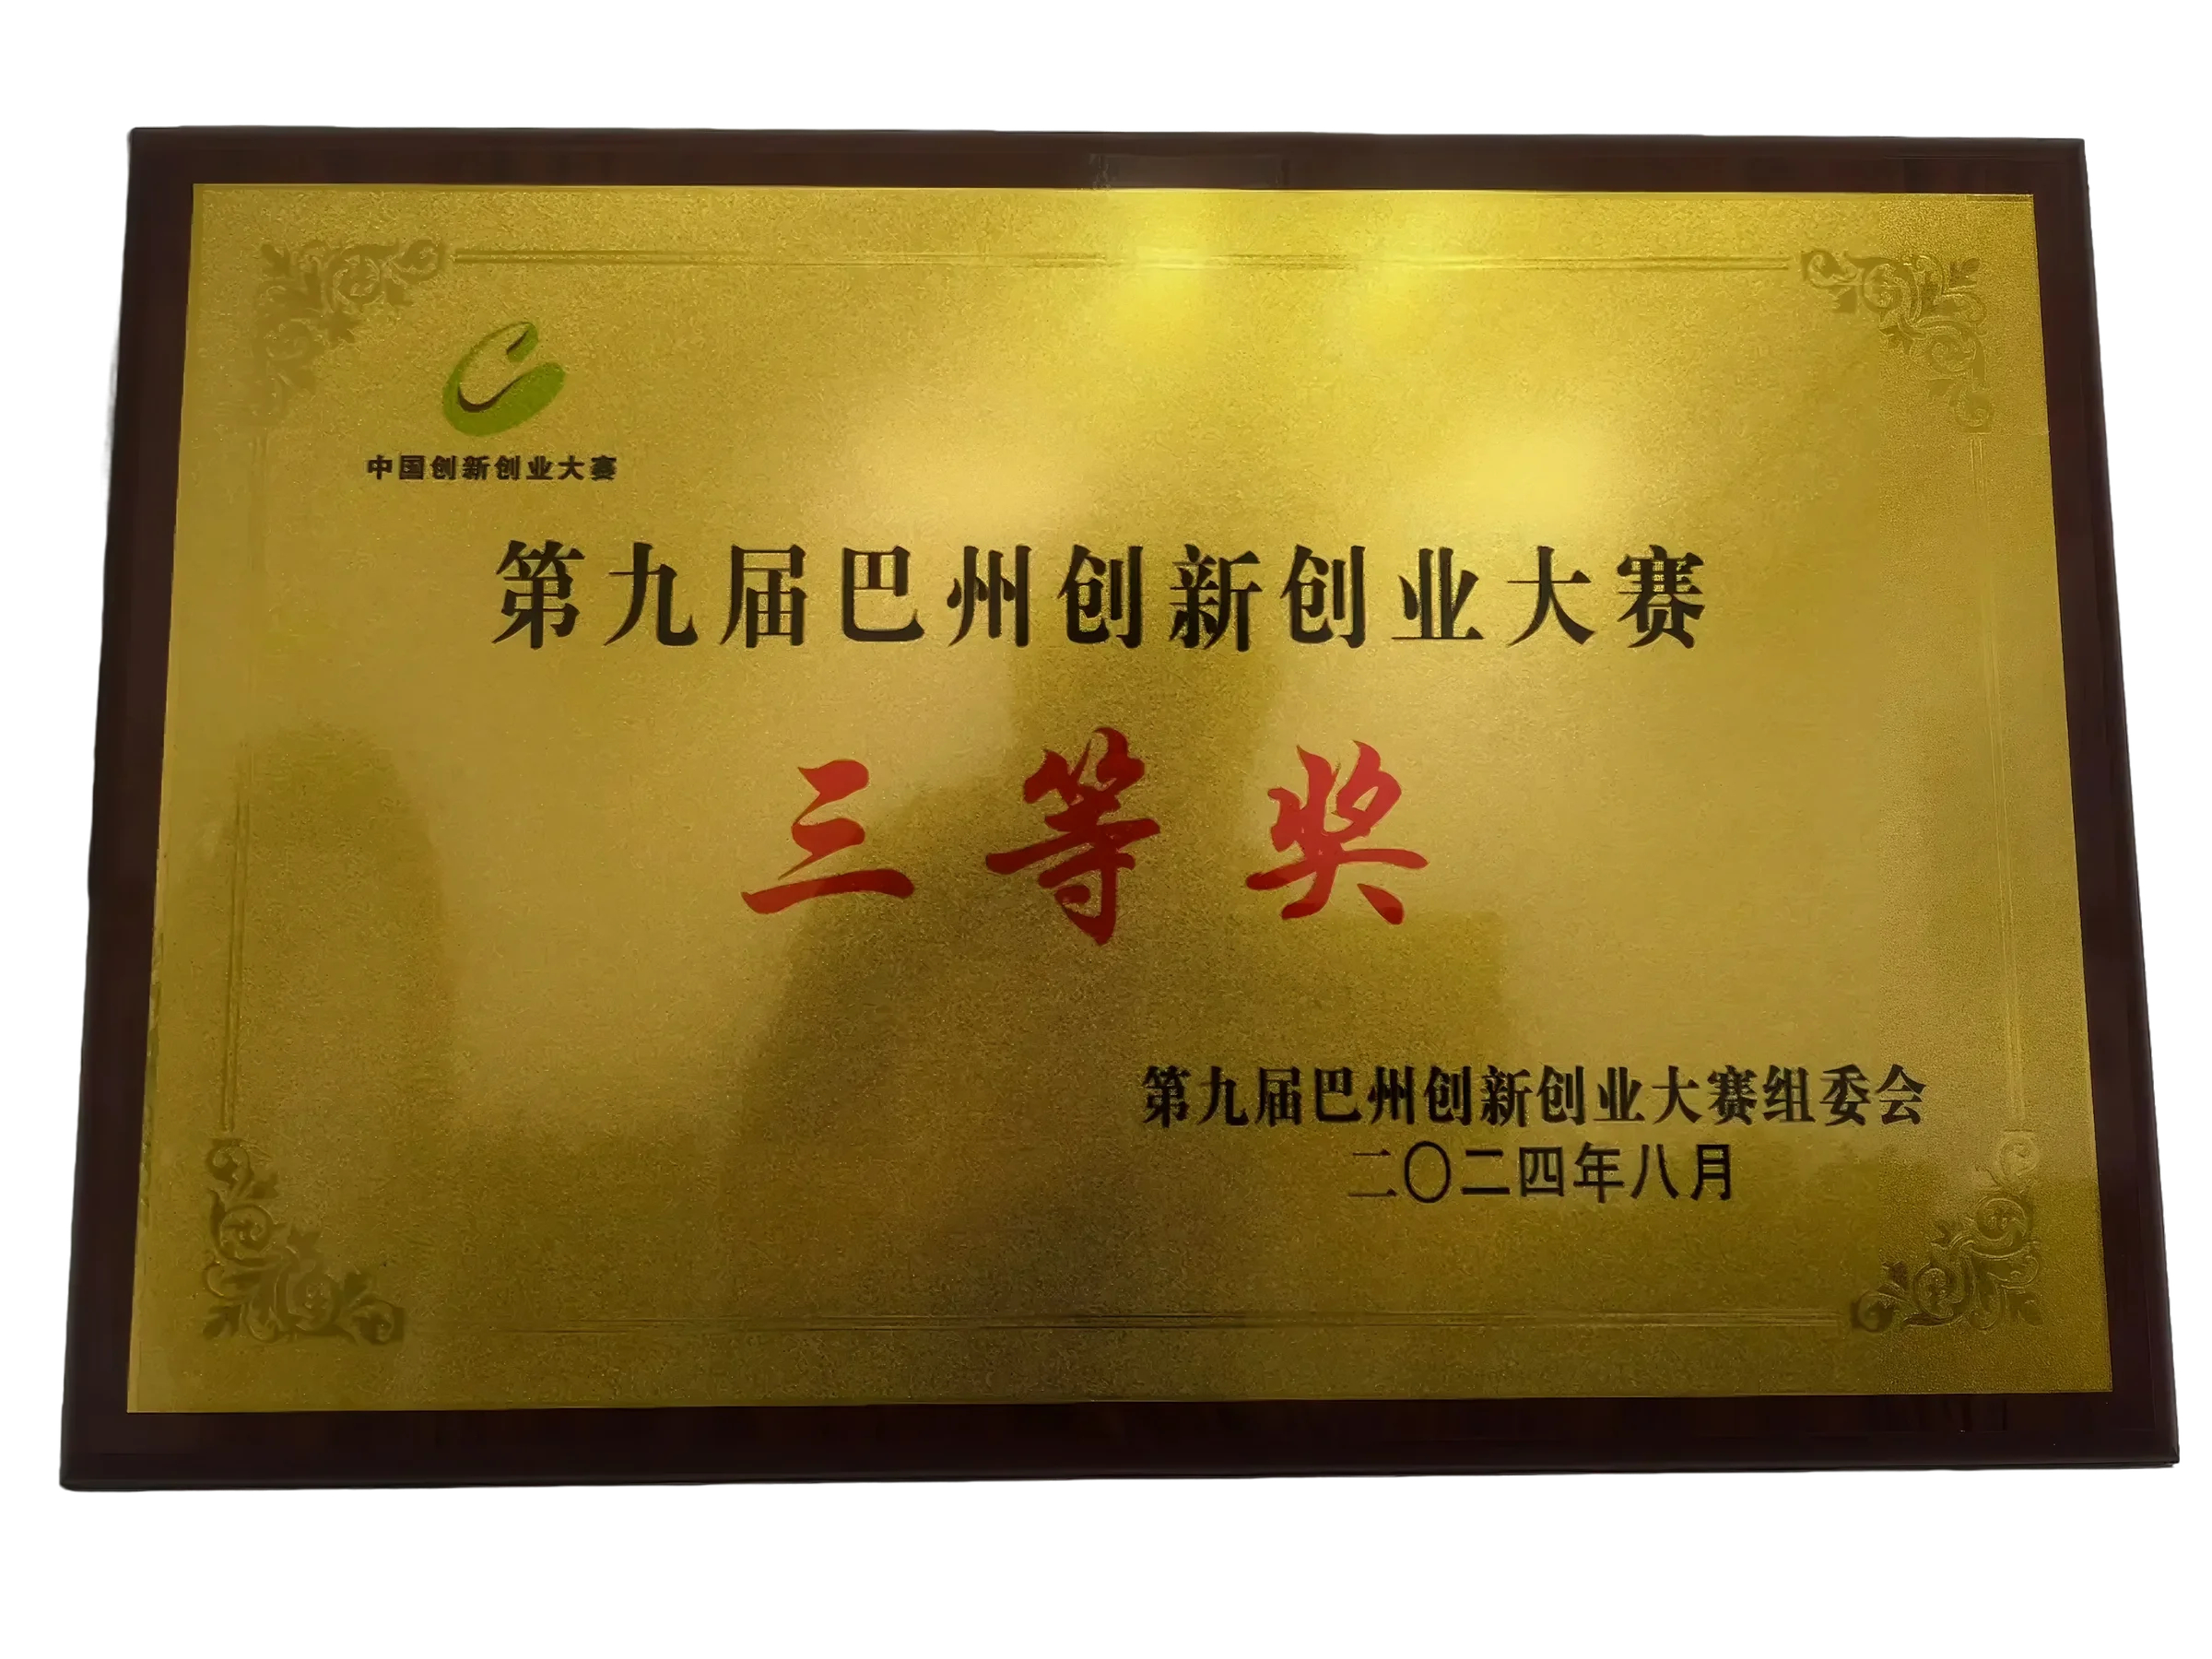 中国创新创业大赛
第九届巴州创新创业大赛
三等奖
第九届巴州创新创业大赛组委会
二〇二四年八月